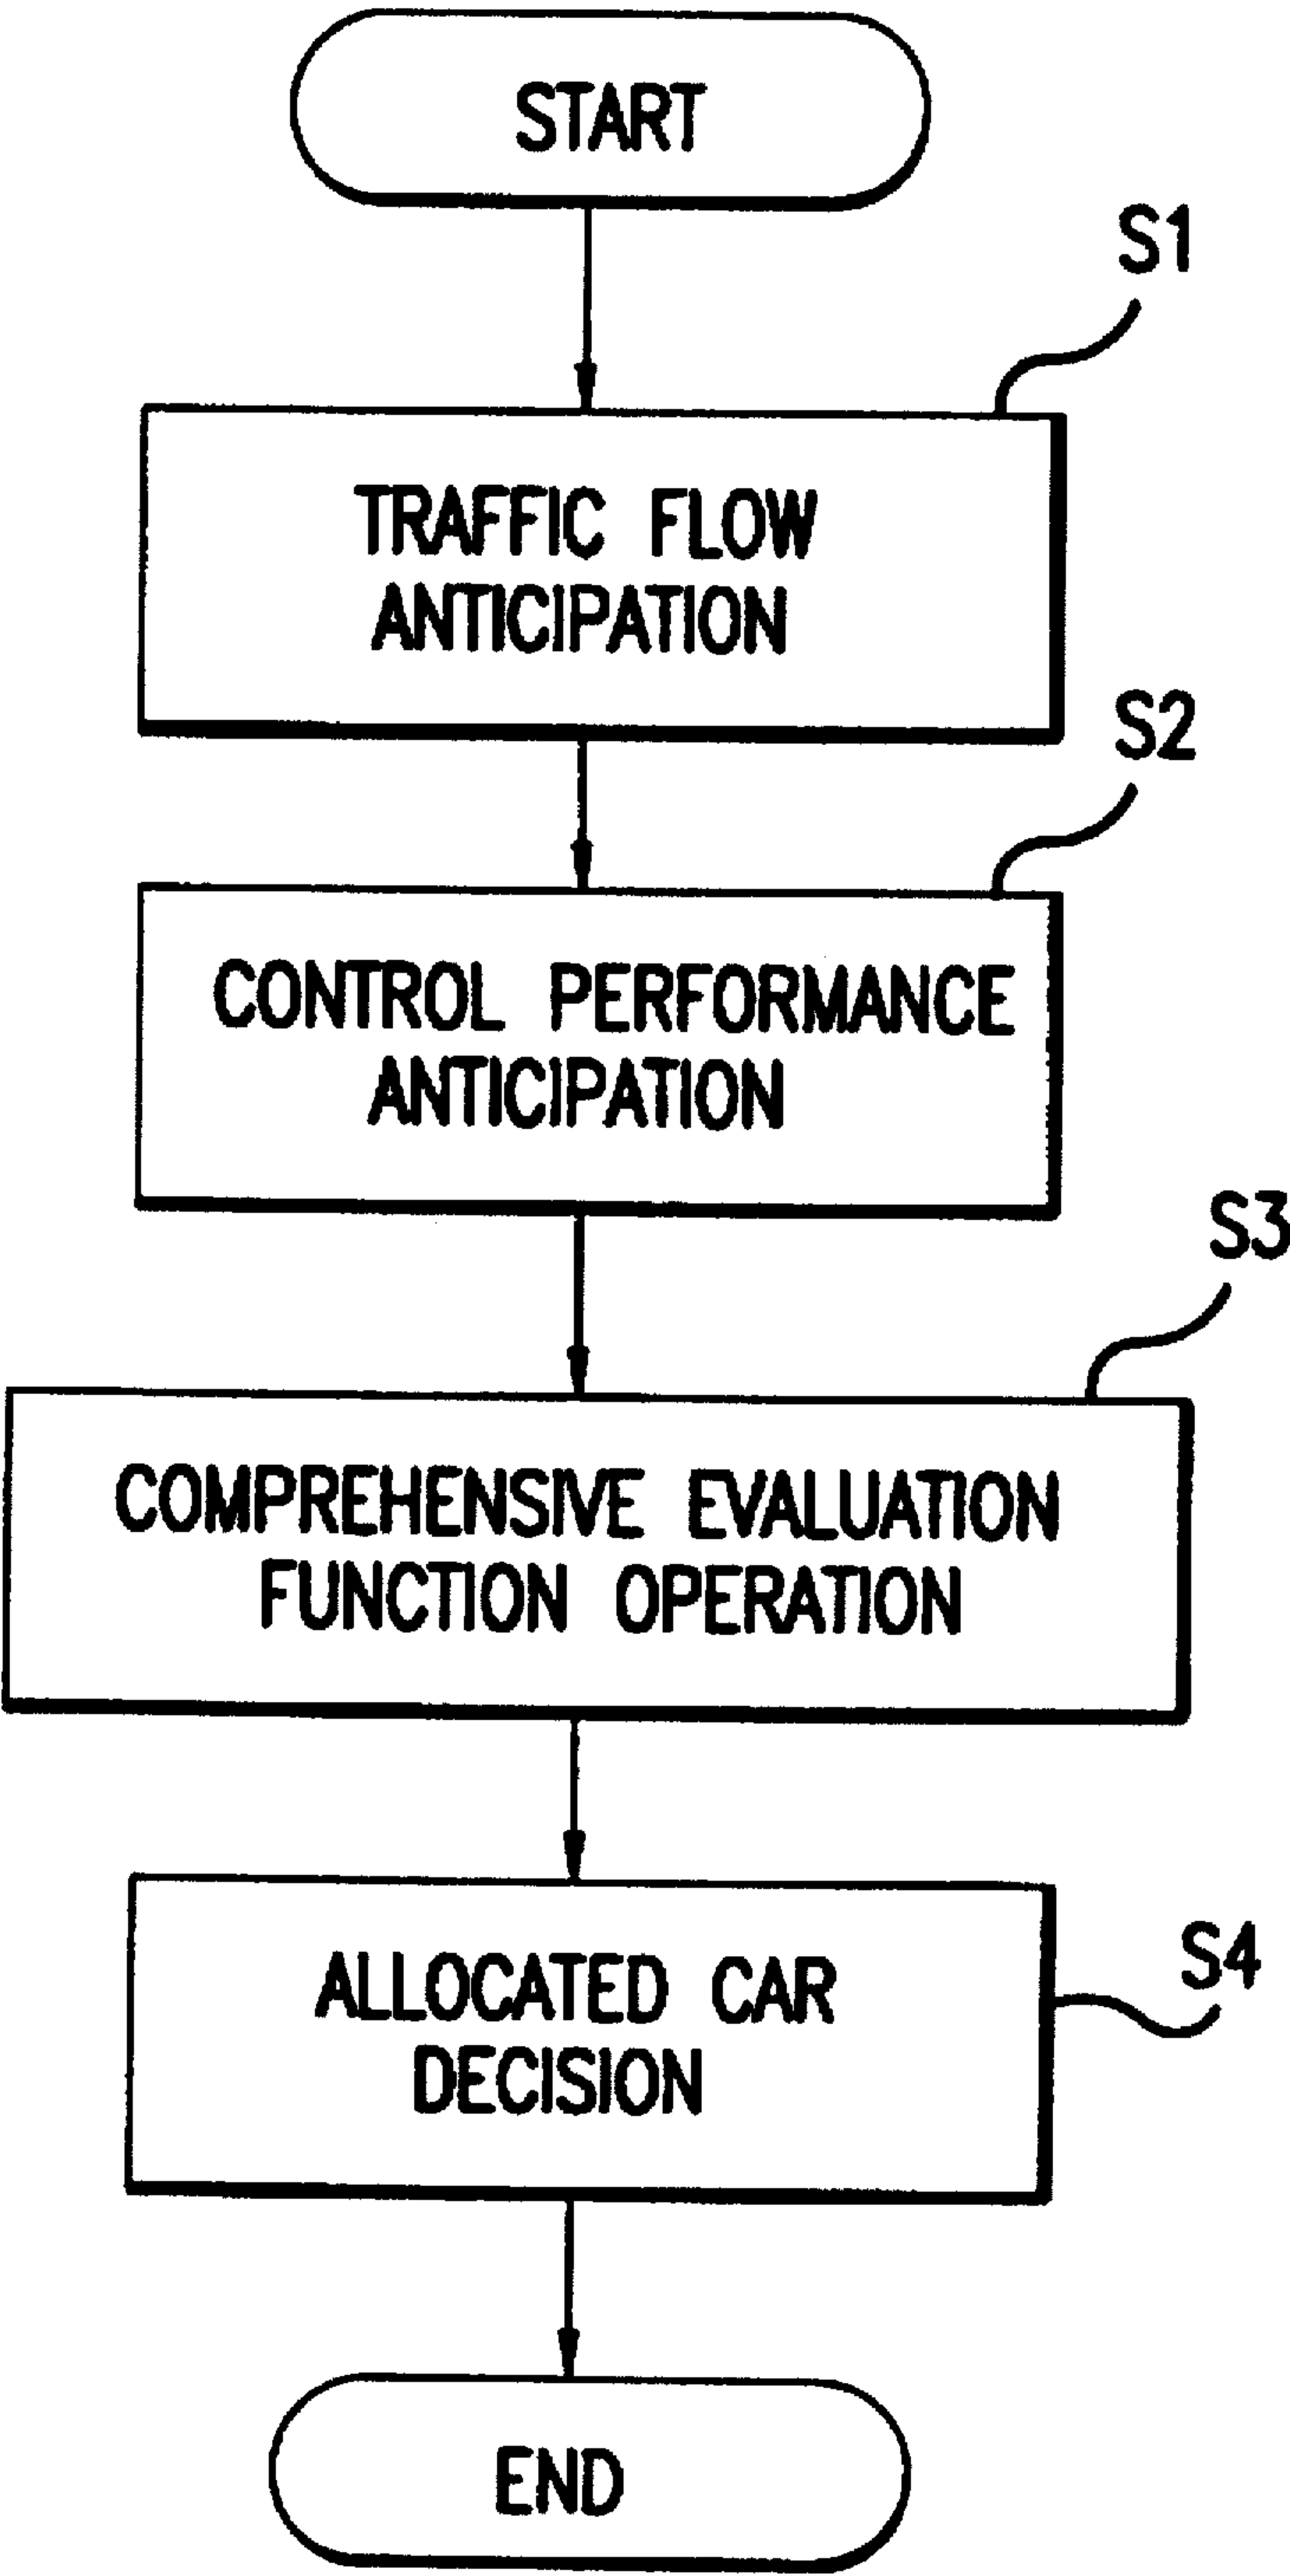 START
S1
TRAFFIC FLOW
ANTICIPATION
S2
CONTROL PERFORMANCE
ANTICIPATION
S3
COMPREHENSIVE EVALUATION
FUNCTION OPERATION
S4
ALLOCATED CAR
DECISION
END